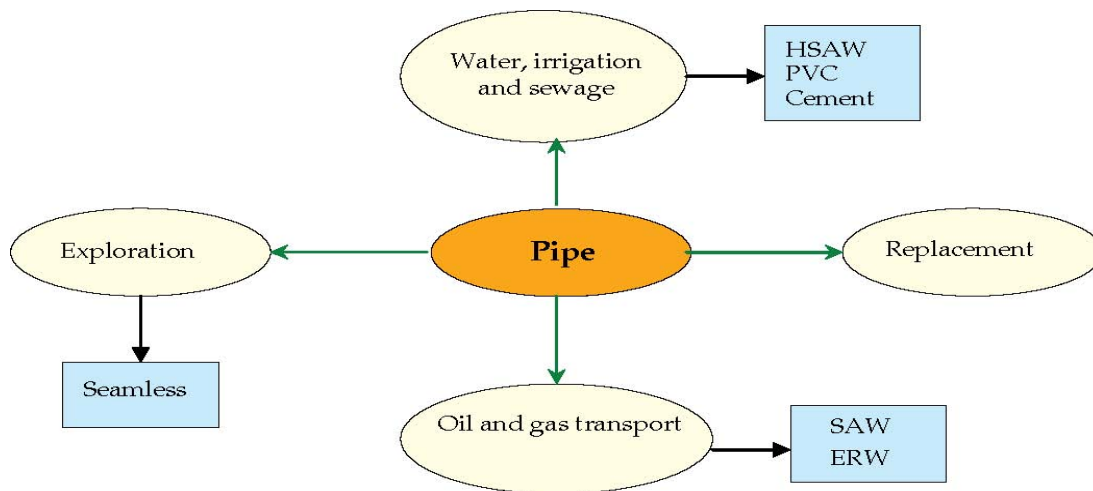 Water, irrigation
and sewage
HSAW
PVC
Cement
Exploration
Pipe
Replacement
Seamless
Oil and gas transport
SAW
ERW